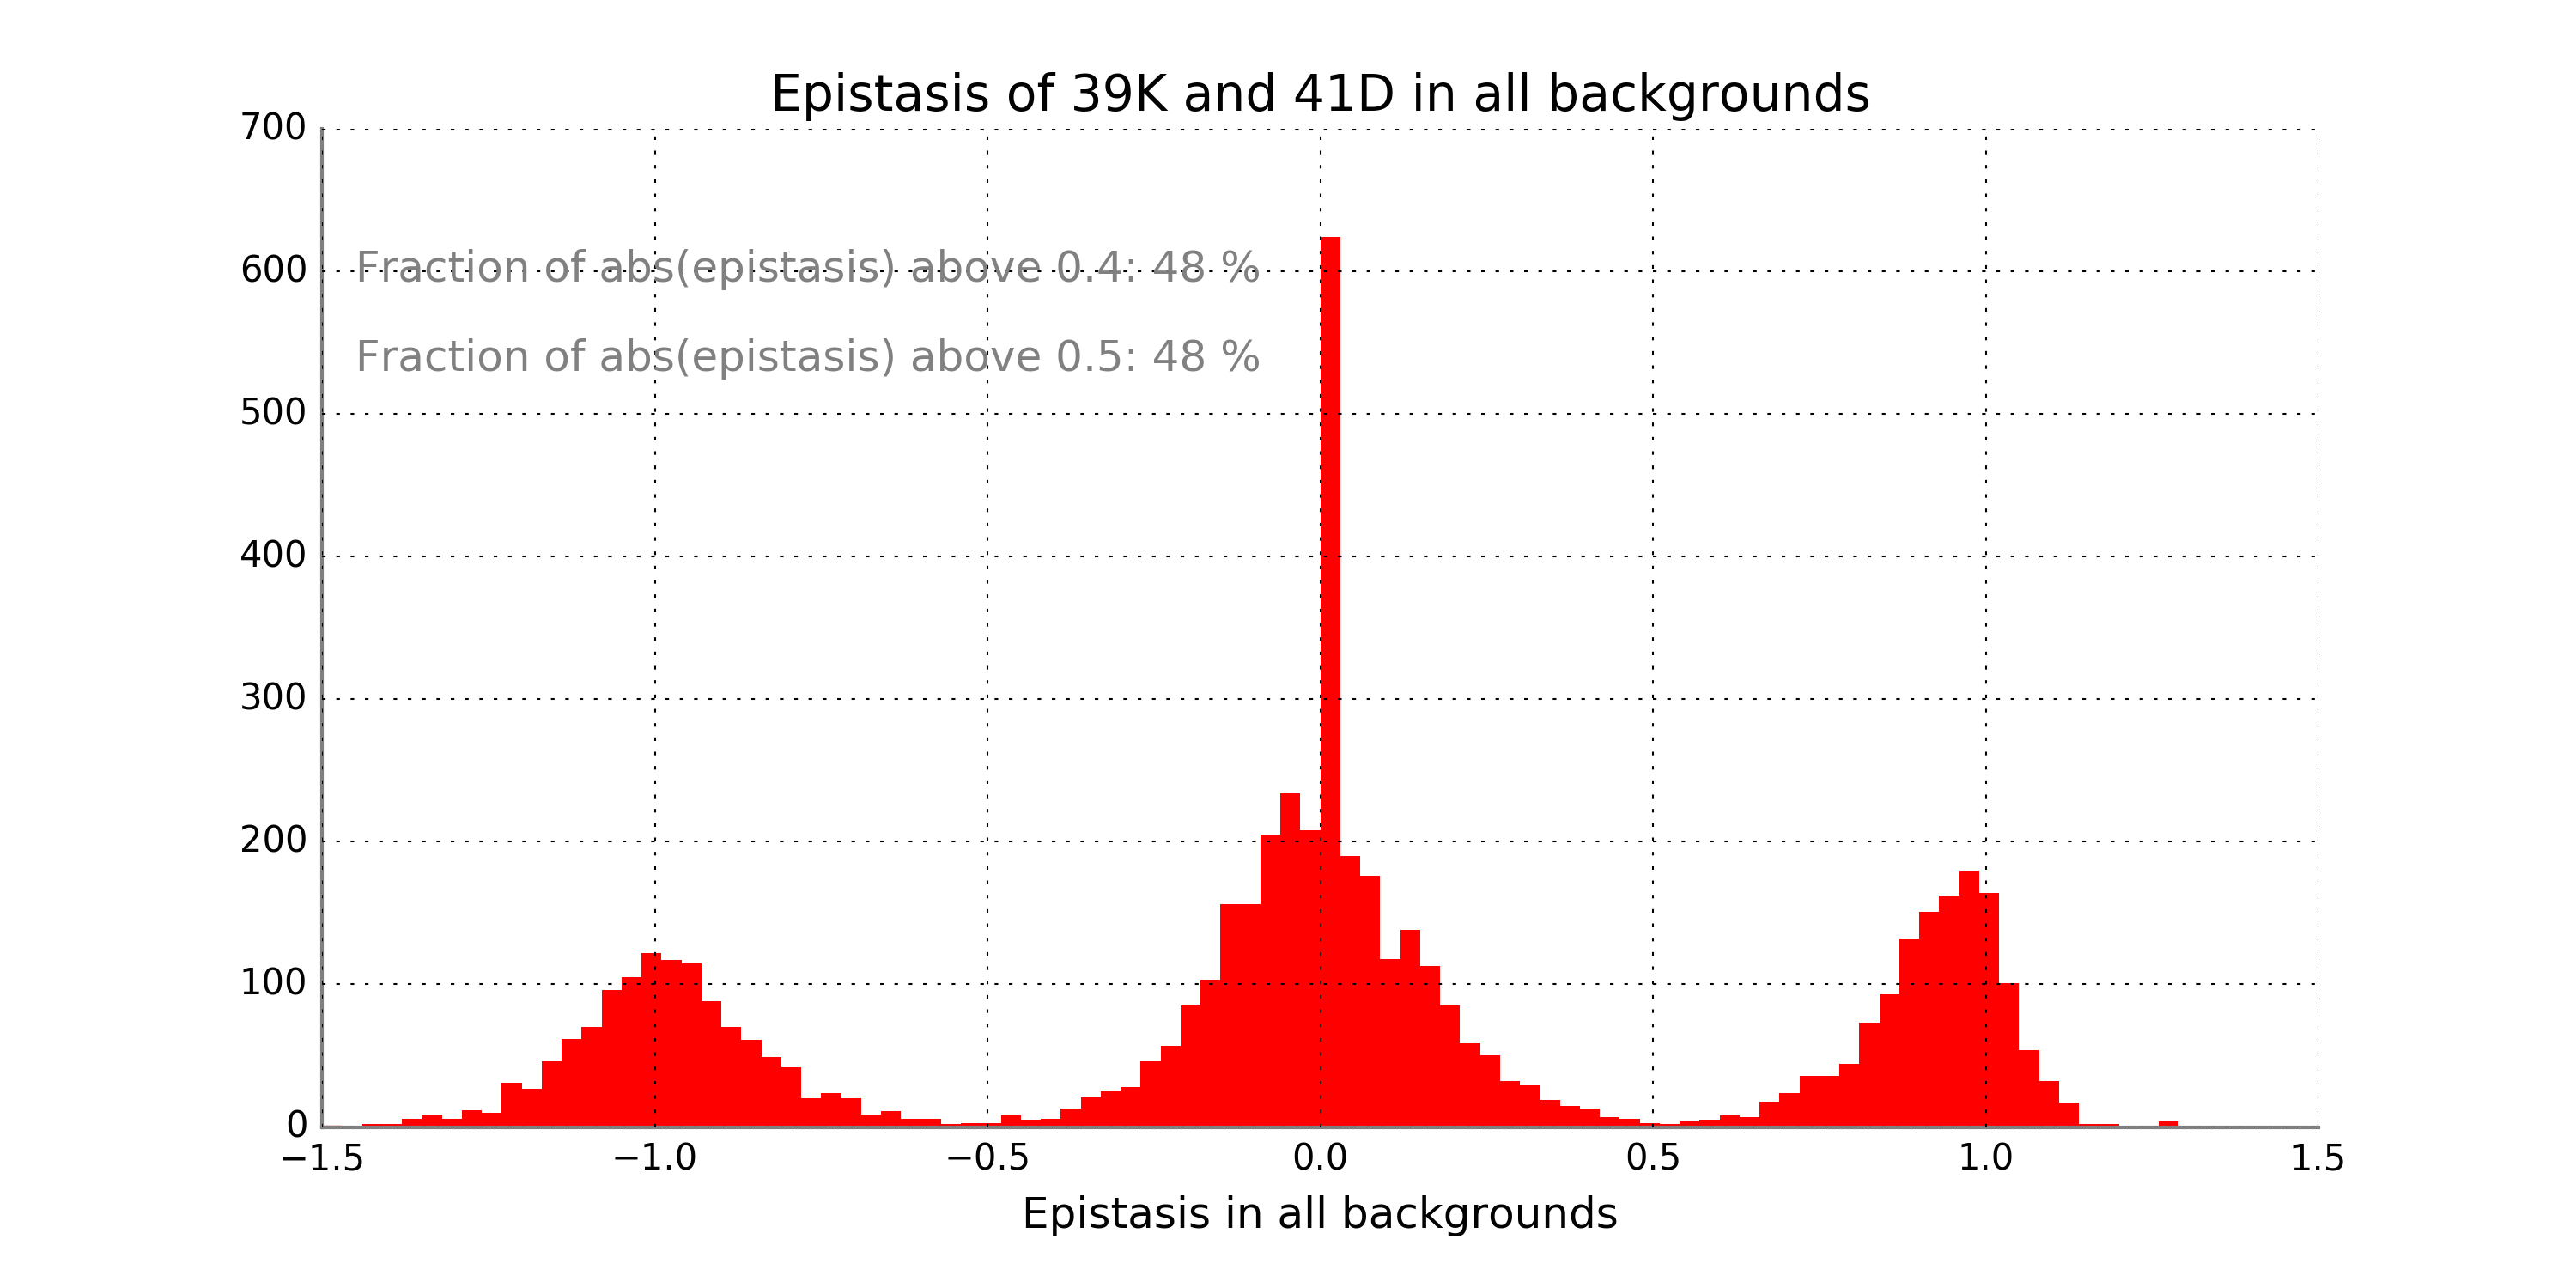 Epistasis of 39K and 41D in all backgrounds
700
600
500
400
300
200
100
0
Fraction of abs(epistasis) above 0.4: 48 %
Fraction of abs(epistasis) above 0.5: 48 %
−1.5 −1.0 −0.5 0.0 0.5 1.0 1.5
Epistasis in all backgrounds